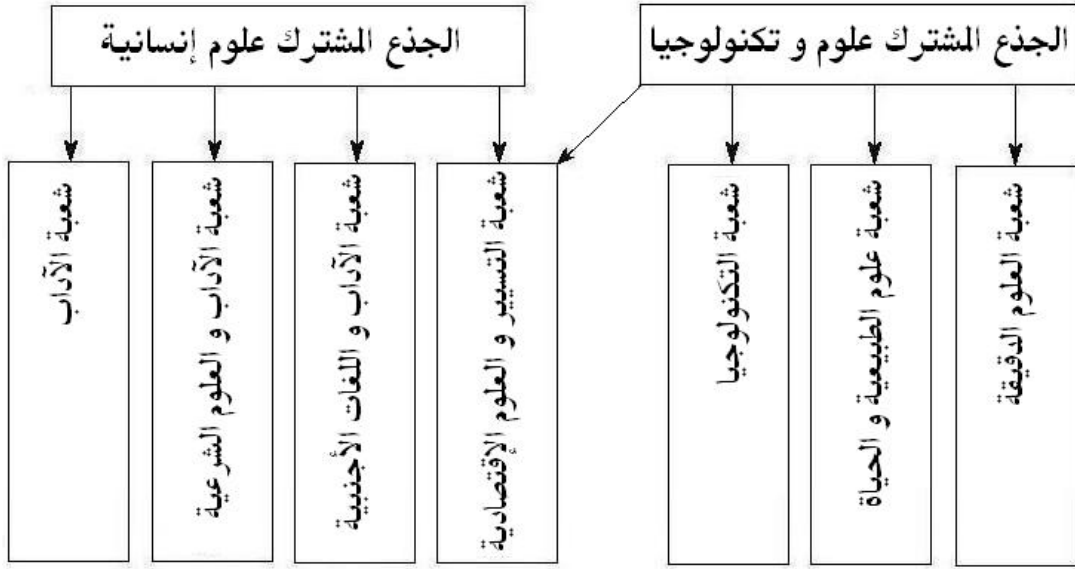 الجذع المشترك علوم و تكنولوجيا
الجذع المشترك علوم إنسانية
شعبة العلوم الدقيقة
شعبة علوم الطبيعية و الحياة
شعبة التكنولوجيا
شعبة التسيير و العلوم الإقتصادية
شعبة الآداب و اللغات الأجنبية
شعبة الآداب و العلوم الشرعية
شعبة الآداب